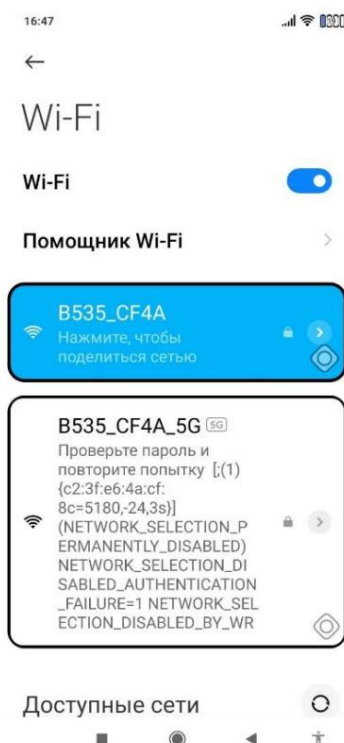 16:47
Wi-Fi
Wi-Fi
Помощник Wi-Fi
B535_CF4A
Нажмите, чтобы
поделиться сетью
B535_CF4A_5G 5G
Проверьте пароль и
повторите попытку [;(1)
{c2:3f:e6:4a:cf:
8c=5180,-24,3s}]
(NETWORK_SELECTION_P
ERMANENTLY_DISABLED)
NETWORK_SELECTION_DI
SABLED_AUTHENTICATION
_FAILURE=1 NETWORK_SEL
ECTION_DISABLED_BY_WR
Доступные сети